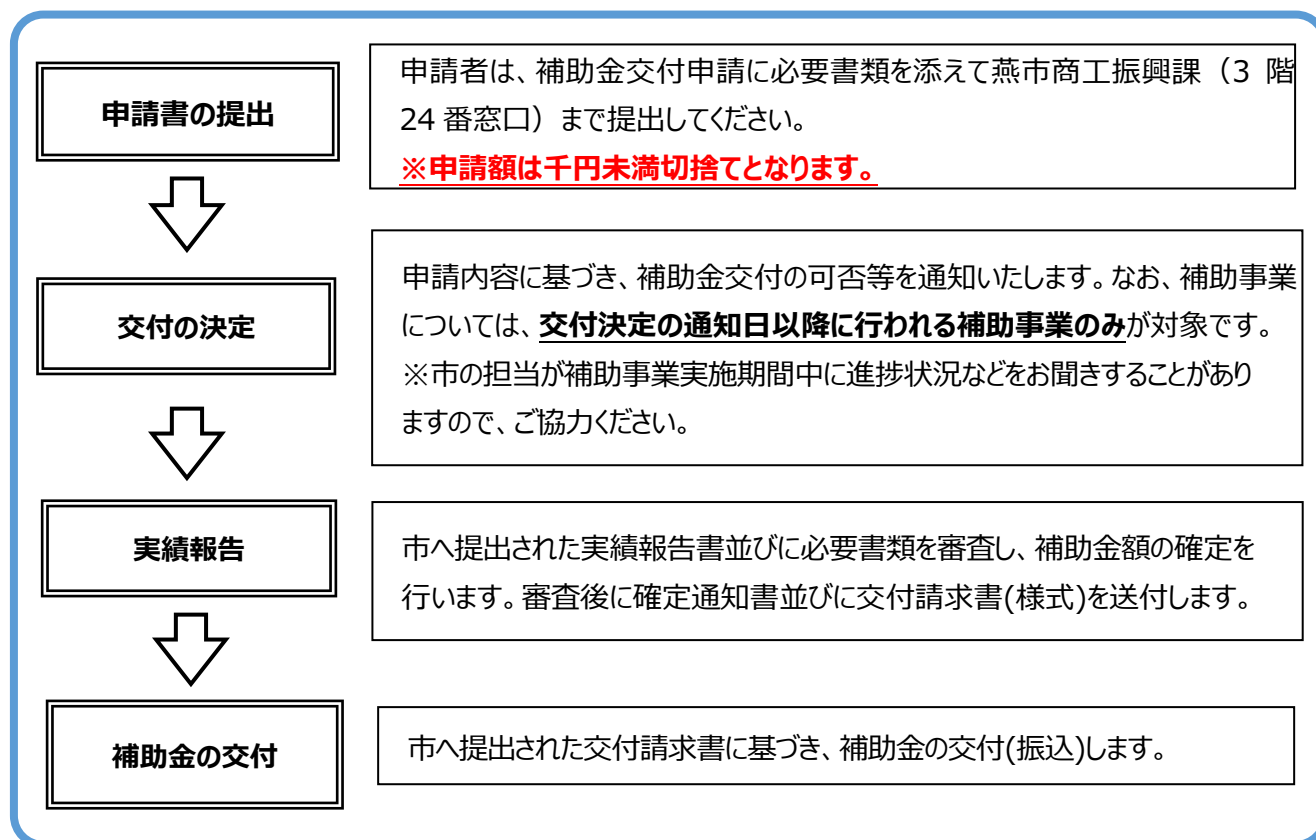 申請書の提出
申請者は、補助金交付申請に必要書類を添えて燕市商工振興課（3 階
24 番窓口）まで提出してください。
※申請額は千円未満切捨てとなります。
交付の決定
申請内容に基づき、補助金交付の可否等を通知いたします。なお、補助事業
については、交付決定の通知日以降に行われる補助事業のみが対象です。
※市の担当が補助事業実施期間中に進捗状況などをお聞きすることがあり
ますので、ご協力ください。
実績報告
市へ提出された実績報告書並びに必要書類を審査し、補助金額の確定を
行います。審査後に確定通知書並びに交付請求書(様式)を送付します。
補助金の交付
市へ提出された交付請求書に基づき、補助金の交付(振込)します。